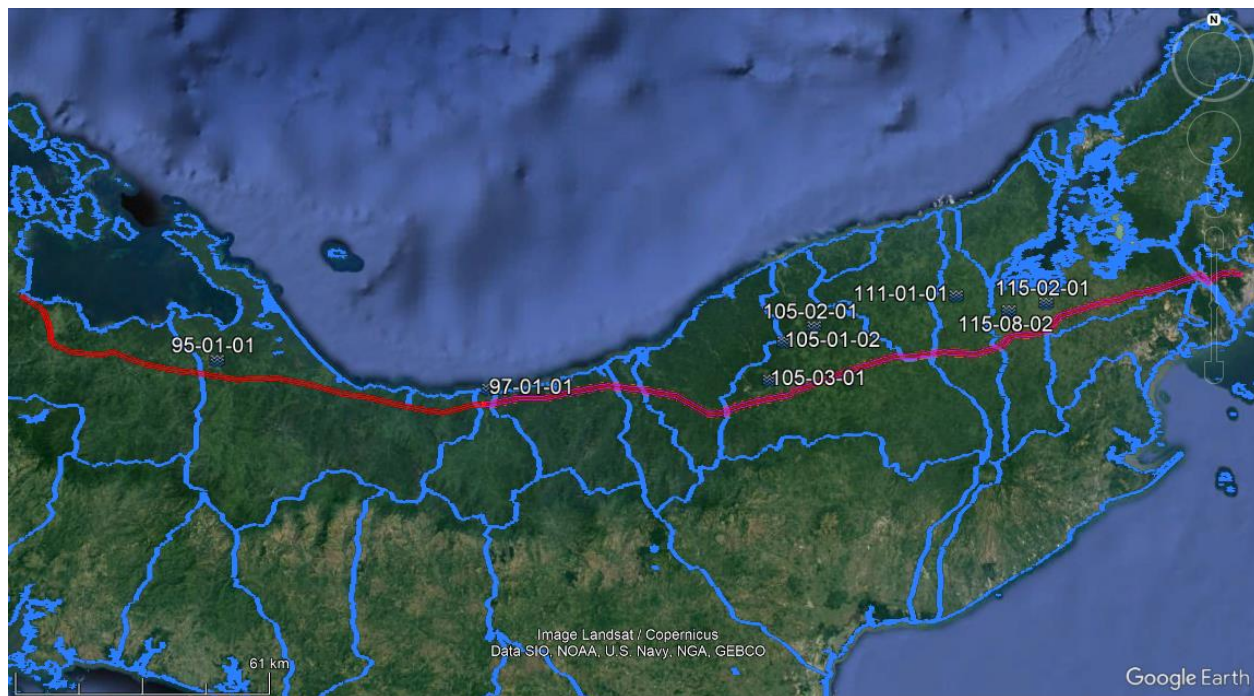 N
115-02-01
111-01-01
105-02-01
115-08-02
105-01-02
95-01-01
105-03-01
97-01-01
Image Landsat / Copernicus
Data SIO, NOAA, U.S. Navy, NGA, GEBCO
61 km
Google Earth